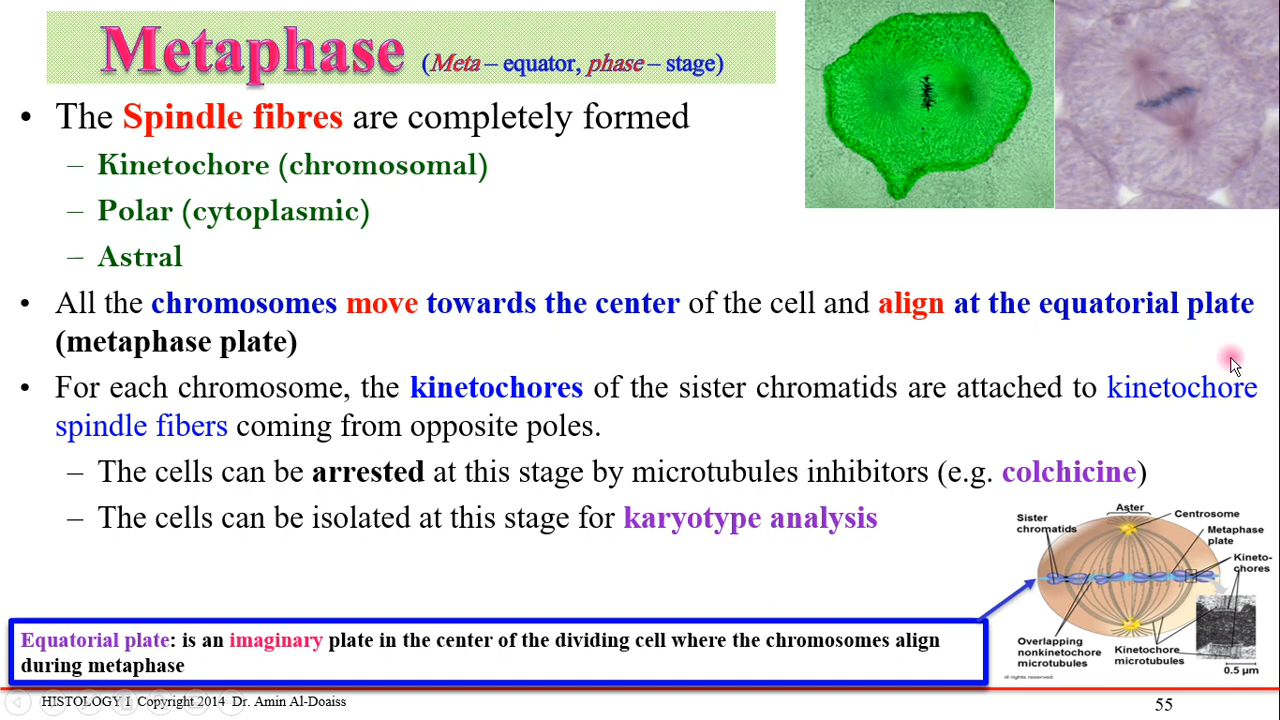 Metaphase (Meta – equator, phase – stage)
• The Spindle fibres are completely formed
– Kinetochore (chromosomal)
– Polar (cytoplasmic)
– Astral
• All the chromosomes move towards the center of the cell and align at the equatorial plate
(metaphase plate)
• For each chromosome, the kinetochores of the sister chromatids are attached to kinetochore
spindle fibers coming from opposite poles.
– The cells can be arrested at this stage by microtubules inhibitors (e.g. colchicine)
– The cells can be isolated at this stage for karyotype analysis
Aster
Centrosome
Sister
chromatids
Metaphase
plate
Kineto-
chores
Overlapping
nonkinetochore
microtubules
Kinetochore
microtubules
0.5 µm
ll rights reserved.
Equatorial plate: is an imaginary plate in the center of the dividing cell where the chromosomes align
during metaphase
HISTOLOGY I Copyright 2014 Dr. Amin Al-Doaiss
55